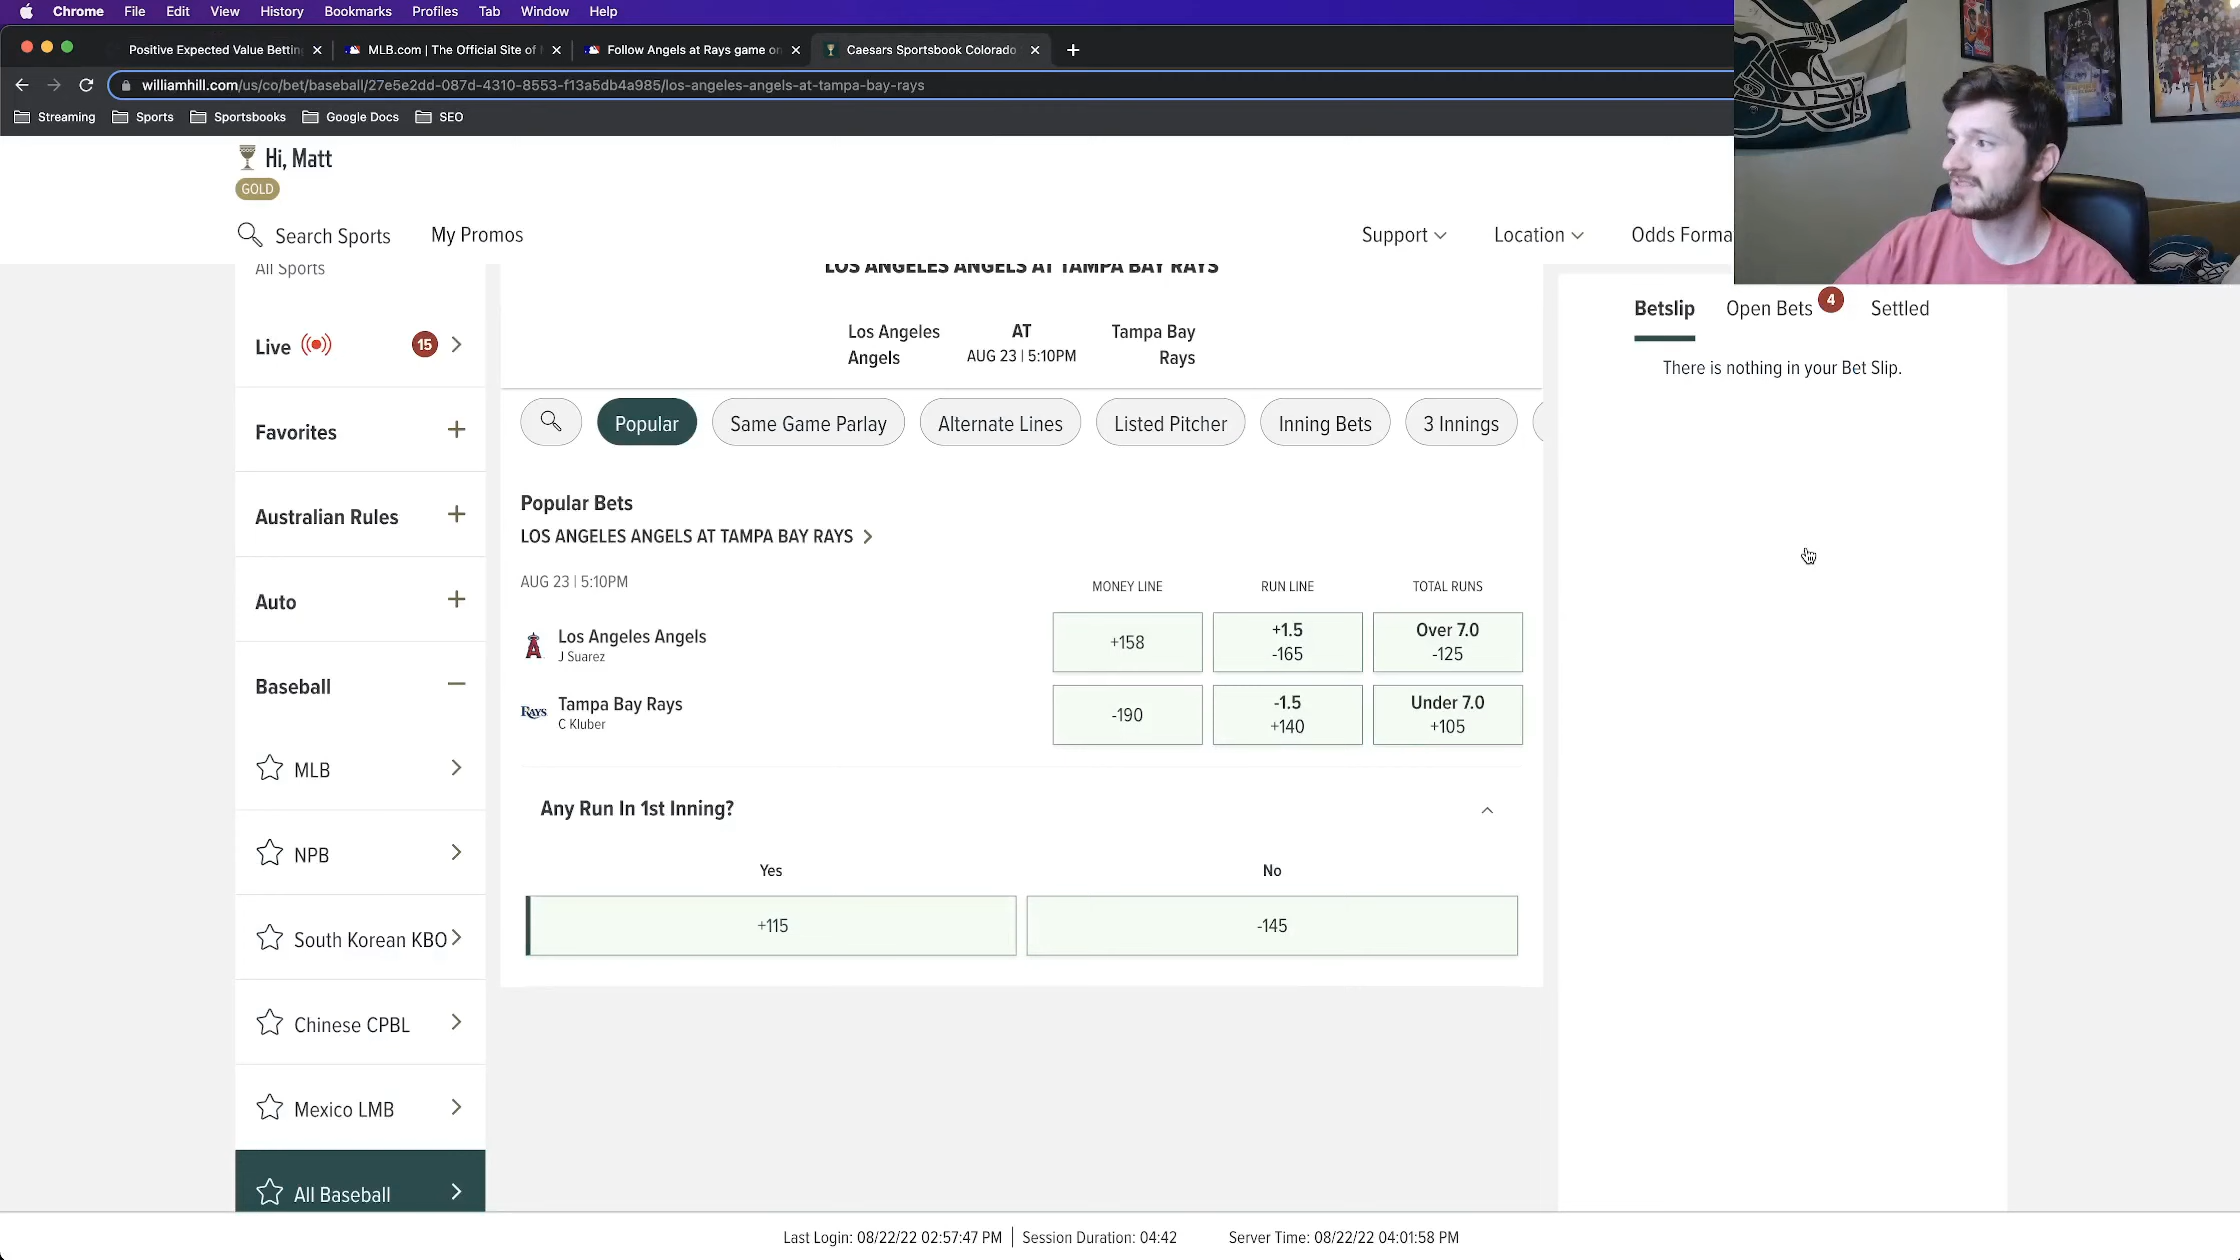 Chrome File Edit View History Bookmarks Profiles Tab Window Help
Positive Expected Value Bettin MLB.com | The Official Site of Follow Angels at Rays game on Caesars Sportsbook Colorado
williamhill.com/us/co/bet/baseball/27e5e2dd-087d-4310-8553-f13a5db4a985/los-angeles-angels-at-tampa-bay-rays
Streaming Sports Sportsbooks Google Docs SEO
Hi, Matt
GOLD
Search Sports My Promos Support Location Odds Forma
All Sports
LOS ANGELES ANGELS AT TAMPA BAY RAYS
Live 15
Favorites
Australian Rules
Auto
Baseball
MLB
NPB
South Korean KBO
Chinese CPBL
Mexico LMB
All Baseball
Los Angeles AT Tampa Bay
Angels AUG 23 | 5:10PM Rays
Popular Same Game Parlay Alternate Lines Listed Pitcher Inning Bets 3 Innings
Popular Bets
LOS ANGELES ANGELS AT TAMPA BAY RAYS
AUG 23 | 5:10PM MONEY LINE RUN LINE TOTAL RUNS
Los Angeles Angels +158 +1.5 Over 7.0
J Suarez -165 -125
Tampa Bay Rays -190 -1.5 Under 7.0
C Kluber +140 +105
RAYS
Any Run In 1st Inning?
Yes No
+115 -145
Betslip Open Bets 4 Settled
There is nothing in your Bet Slip.
Last Login: 08/22/22 02:57:47 PM | Session Duration: 04:42 Server Time: 08/22/22 04:01:58 PM